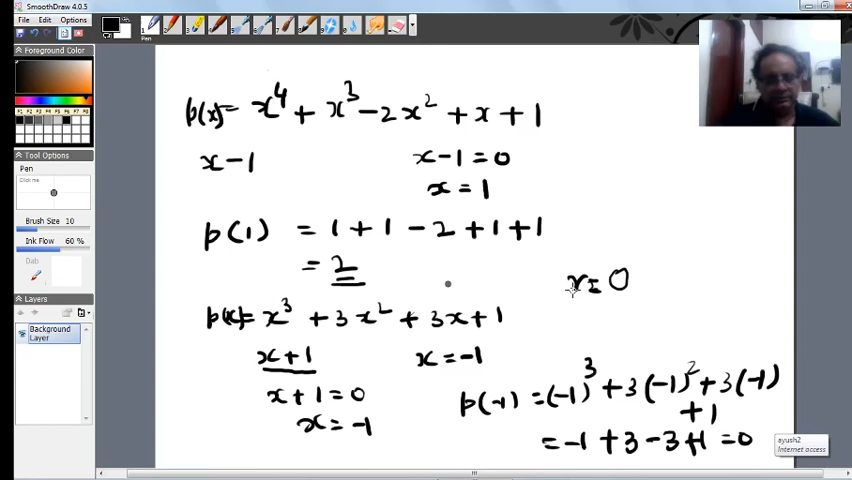 SmoothDraw 4.0.5
File Edit Options
Foreground Color
Tool Options
Pen
Click me
Brush Size 10
Ink Flow 60 %
Dab
Layers
Background Layer
Pen
p(x)= x⁴ + x³ - 2x² + x + 1
x-1
x-1=0
x = 1
p(1) = 1 + 1 - 2 + 1 + 1
= 2
r= 0
p(x)= x³ + 3x² + 3x + 1
x+1
x = -1
x + 1 = 0
x = -1
p(-1) = (-1)³ + 3(-1)² + 3(-1)
+ 1
= -1 + 3 - 3 + 1 = 0
ayush2
Internet access